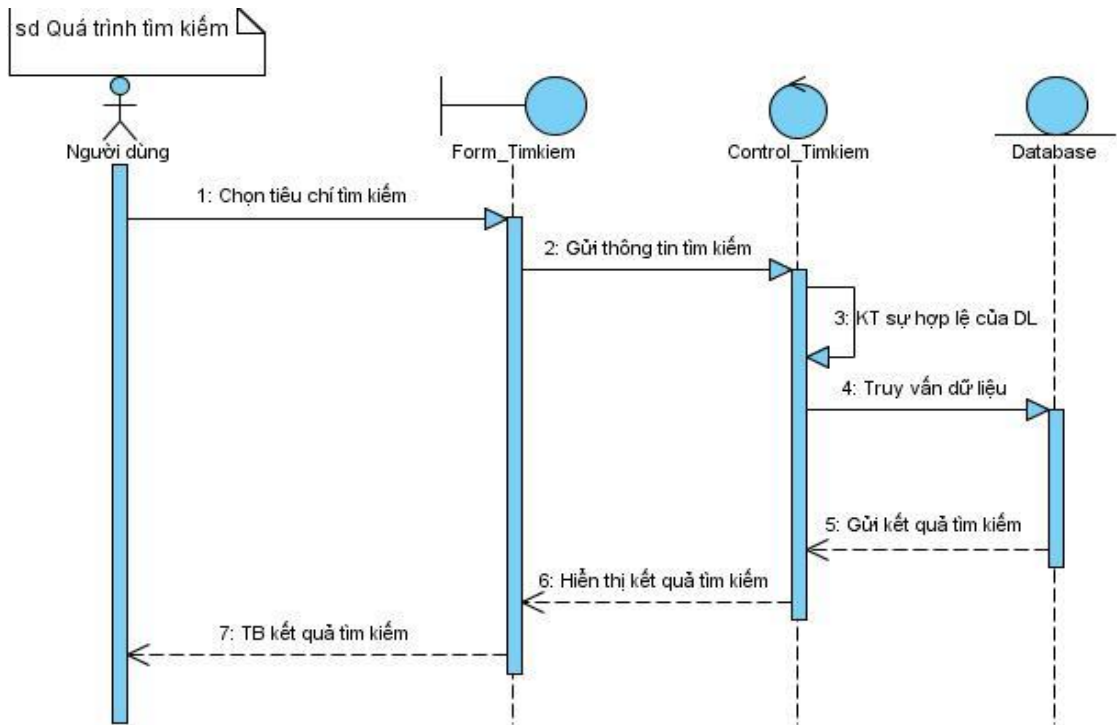 sd Quá trình tìm kiếm
Người dùng
Form_Timkiem
Control_Timkiem
Database
1: Chọn tiêu chí tìm kiếm
2: Gửi thông tin tìm kiếm
3: KT sự hợp lệ của DL
4: Truy vấn dữ liệu
5: Gửi kết quả tìm kiếm
6: Hiển thị kết quả tìm kiếm
7: TB kết quả tìm kiếm